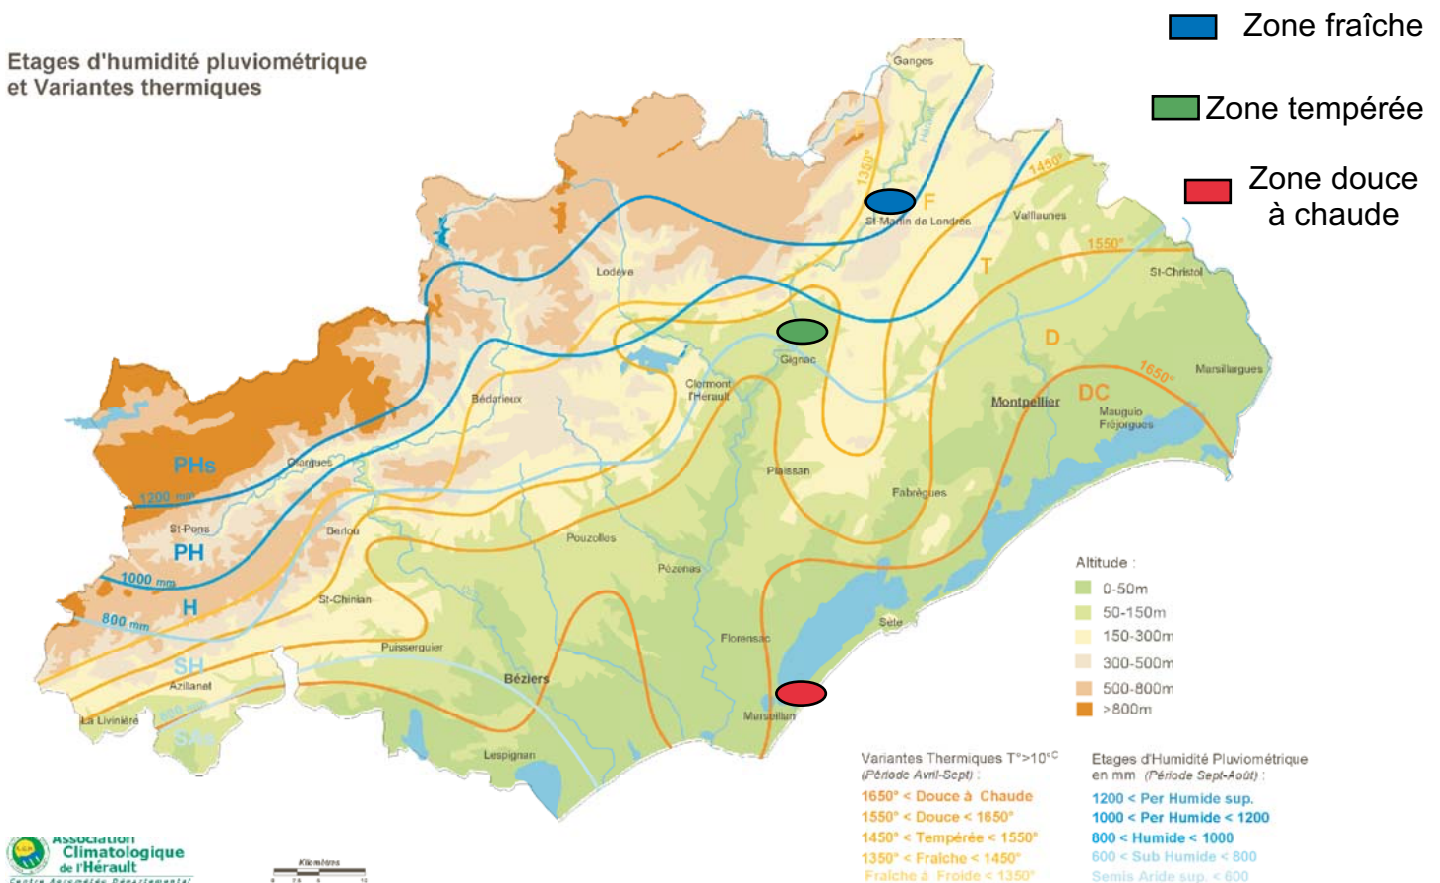 Etages d'humidité pluviométrique
et Variantes thermiques
Zone fraîche
Zone tempérée
Zone douce
à chaude
Ganges
Hérault
1350°
F
St-Martin de Londres
1450°
Valflaunes
T
1550°
St-Christol
Lodève
Gignac
Clermont
l'Hérault
D
1650°
Marsillargues
DC
Montpellier
Mauguio
Fréjorgues
Bédarieux
PHs
Olargues
1200 mm
Plaissan
Fabrègues
St-Pons
Berlou
PH
Pouzolles
1000 mm
Pézenas
H
St-Chinian
800 mm
Sète
Florensac
Puisserguier
SH
Azillanet
Béziers
La Livinière
Marseillan
Lespignan
Altitude :
0-50m
50-150m
150-300m
300-500m
500-800m
>800m
Variantes Thermiques T°>10°C
(Période Avril-Sept) :
1650° < Douce à Chaude
1550° < Douce < 1650°
1450° < Tempérée < 1550°
1350° < Fraîche < 1450°
Fraîche à Froide < 1350°
Etages d'Humidité Pluviométrique
en mm (Période Sept-Août) :
1200 < Per Humide sup.
1000 < Per Humide < 1200
800 < Humide < 1000
600 < Sub Humide < 800
Semis Aride sup. < 600
Association
Climatologique
de l'Hérault
Kilomètres